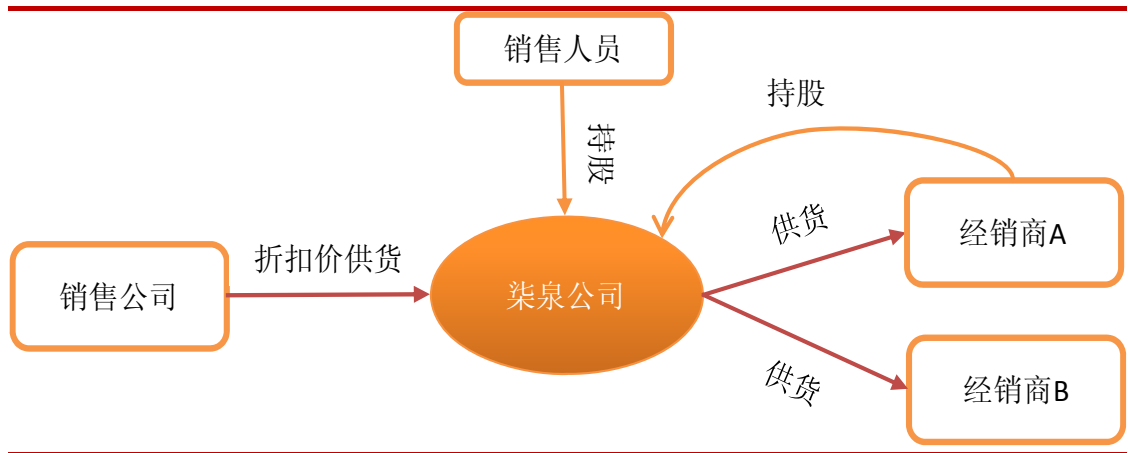 销售人员
持股
持股
经销商A
供货
折扣价供货
销售公司
柒泉公司
供货
经销商B